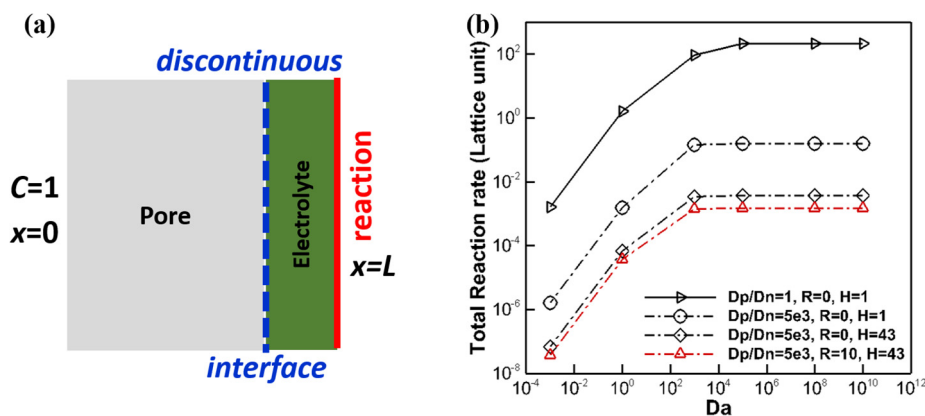 (a)
discontinuous
C=1
x=0
Pore
Electrolyte
reaction
x=L
interface
(b)
Total Reaction rate (Lattice unit)
10^2
10^0
10^-2
10^-4
10^-6
10^-8
Dp/Dn=1, R=0, H=1
Dp/Dn=5e3, R=0, H=1
Dp/Dn=5e3, R=0, H=43
Dp/Dn=5e3, R=10, H=43
10^-4 10^-2 10^0 10^2 10^4 10^6 10^8 10^10 10^12
Da